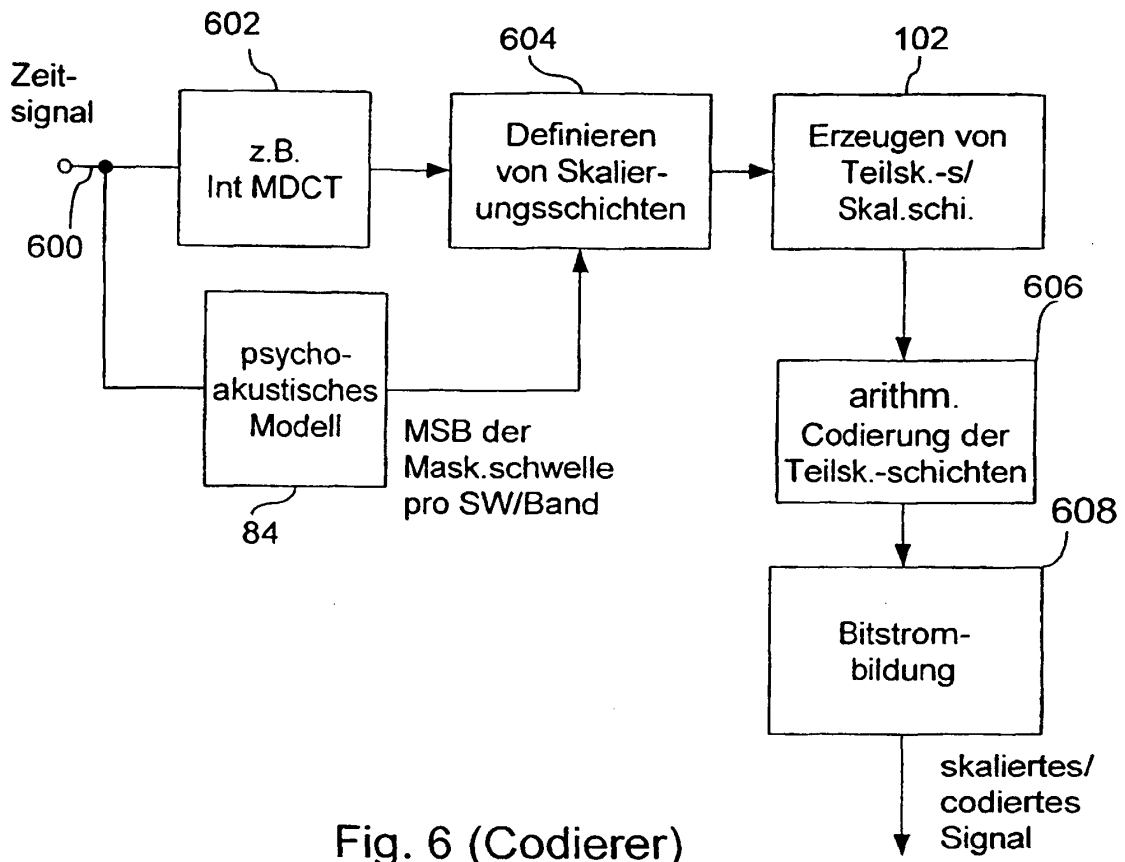 602
604
102
Zeit-
signal
z.B.
Int MDCT
Definieren
von Skalier-
ungsschichten
Erzeugen von
Teilsk.-s/
Skal.schi.
600
606
psycho-
akustisches
Modell
arithm.
Codierung der
Teilsk.-schichten
MSB der
Mask.schwelle
pro SW/Band
84
608
Bitstrom-
bildung
skaliertes/
codiertes
Signal
Fig. 6 (Codierer)